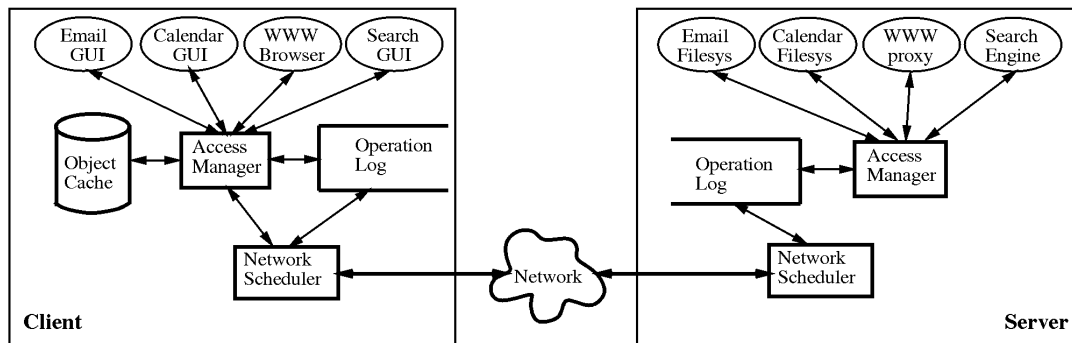 Email
GUI
Calendar
GUI
WWW
Browser
Search
GUI
Object
Cache
Access
Manager
Operation
Log
Network
Scheduler
Client
Network
Email
Filesys
Calendar
Filesys
WWW
proxy
Search
Engine
Operation
Log
Access
Manager
Network
Scheduler
Server